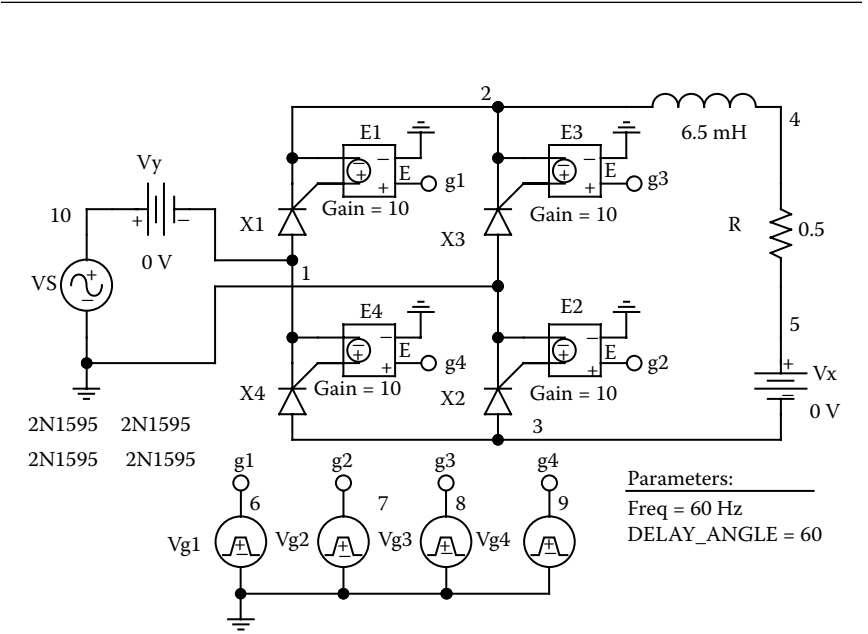 2
E1
E3
6.5 mH
4
Vy
E
g1
E
g3
10
Gain = 10
Gain = 10
X1
X3
R
0.5
0 V
1
VS
E4
E2
5
E
g4
E
g2
Vx
X4
Gain = 10
X2
Gain = 10
0 V
2N1595 2N1595
3
2N1595 2N1595
g1
g2
g3
g4
Parameters:
6
7
8
9
Freq = 60 Hz
DELAY_ANGLE = 60
Vg1
Vg2
Vg3
Vg4